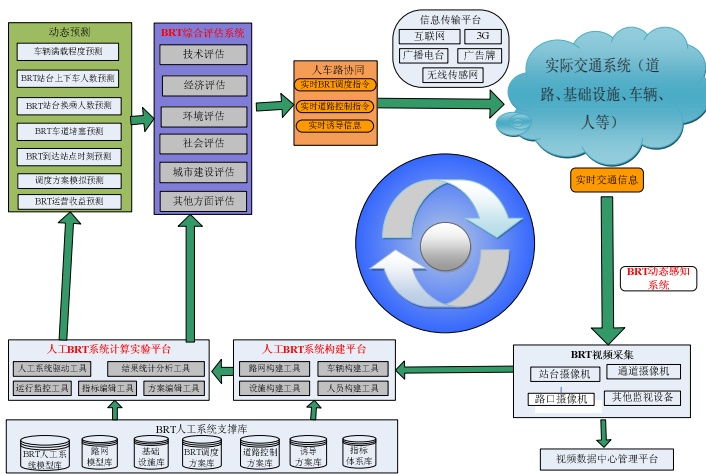 动态预测
车辆满载程度预测
BRT站台上下车人数预测
BRT站台换乘人数预测
BRT车道堵塞预测
BRT到达站点时刻预测
调度方案模拟预测
BRT运营收益预测
BRT综合评估系统
技术评估
经济评估
环境评估
社会评估
城市建设评估
其他方面评估
人车路协同
实时BRT调度指令
实时道路控制指令
实时诱导信息
信息传输平台
互联网
3G
广播电台
广告牌
无线传感网
实际交通系统（道
路、基础设施、车辆、
人等）
实时交通信息
BRT动态感知
系统
人工BRT系统计算实验平台
人工系统驱动工具
结果统计分析工具
运行监控工具
指标编辑工具
方案编辑工具
人工BRT系统构建平台
路网构建工具
车辆构建工具
设施构建工具
人员构建工具
BRT视频采集
站台摄像机
通道摄像机
路口摄像机
其他监视设备
视频数据中心管理平台
BRT人工系统支撑库
BRT人工系
统模型库
路网
模型库
基础
设施库
BRT调度
方案库
道路控制
方案库
诱导
方案库
指标
体系库